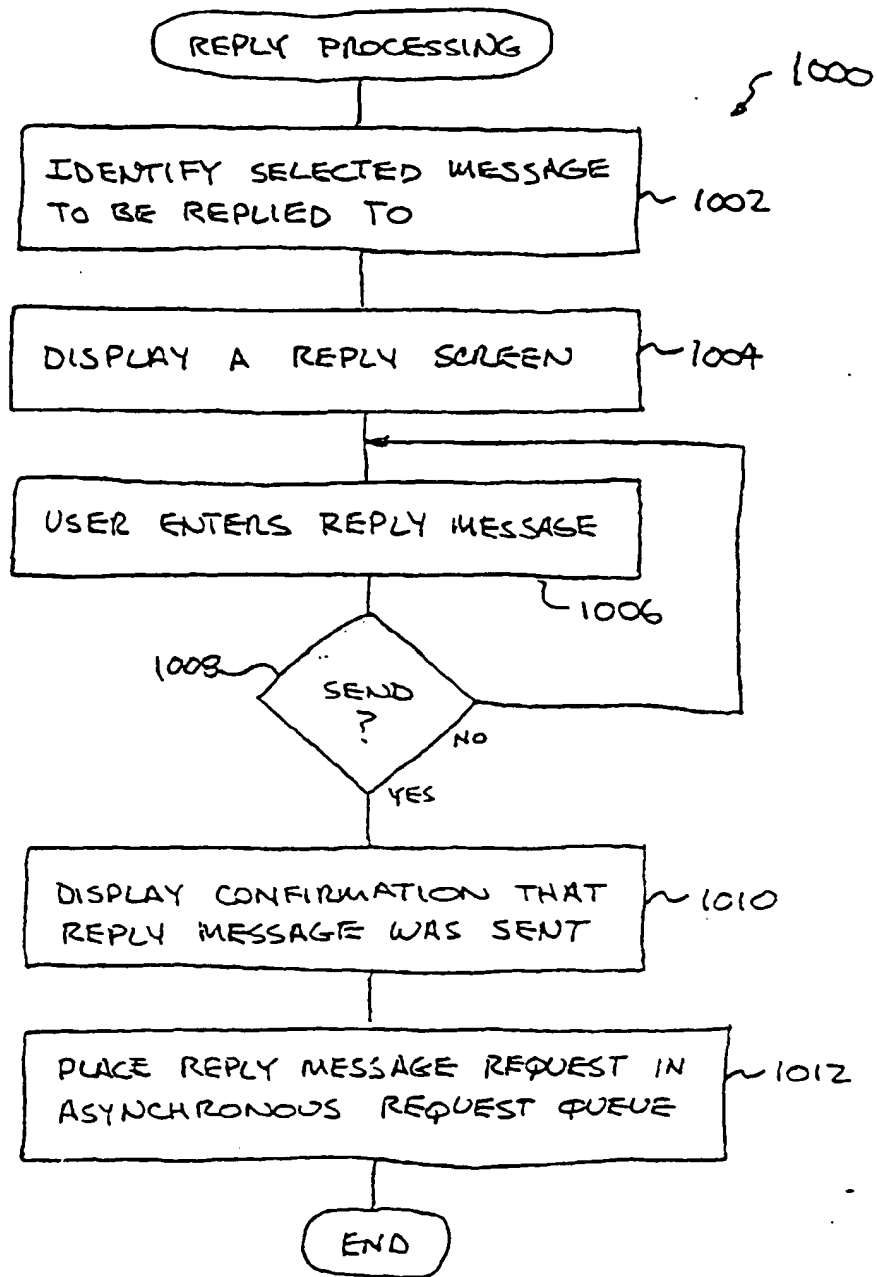 REPLY PROCESSING
1000
IDENTIFY SELECTED MESSAGE
TO BE REPLIED TO
1002
DISPLAY A REPLY SCREEN
1004
USER ENTERS REPLY MESSAGE
1006
1008
SEND
?
NO
YES
DISPLAY CONFIRMATION THAT
REPLY MESSAGE WAS SENT
1010
PLACE REPLY MESSAGE REQUEST IN
ASYNCHRONOUS REQUEST QUEUE
1012
END